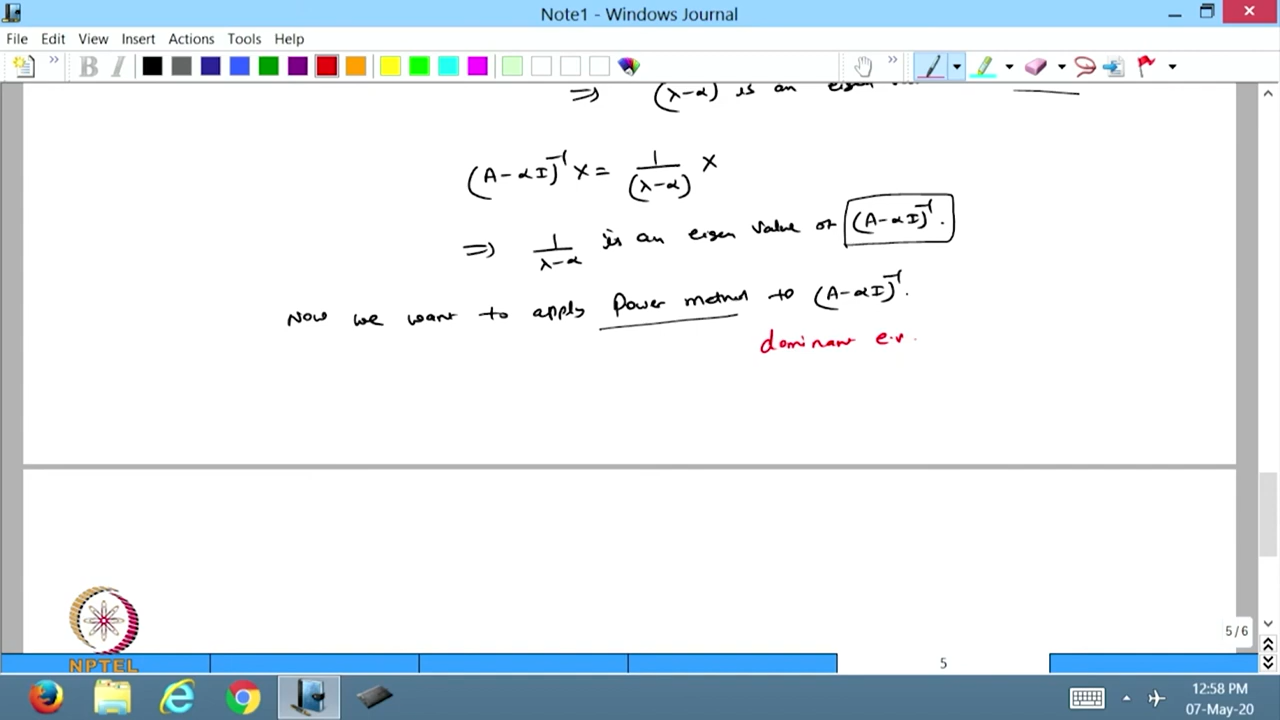 Note1 - Windows Journal
File Edit View Insert Actions Tools Help
⇒ (λ-α) is an eigen
(A-αI)⁻¹ X = 1/(λ-α) X
⇒ 1/λ-α is an eigen value of (A-αI)⁻¹.
Now we want to apply Power method to (A-αI)⁻¹.
dominant e.v.
5 / 6
NPTEL
5
12:58 PM
07-May-20